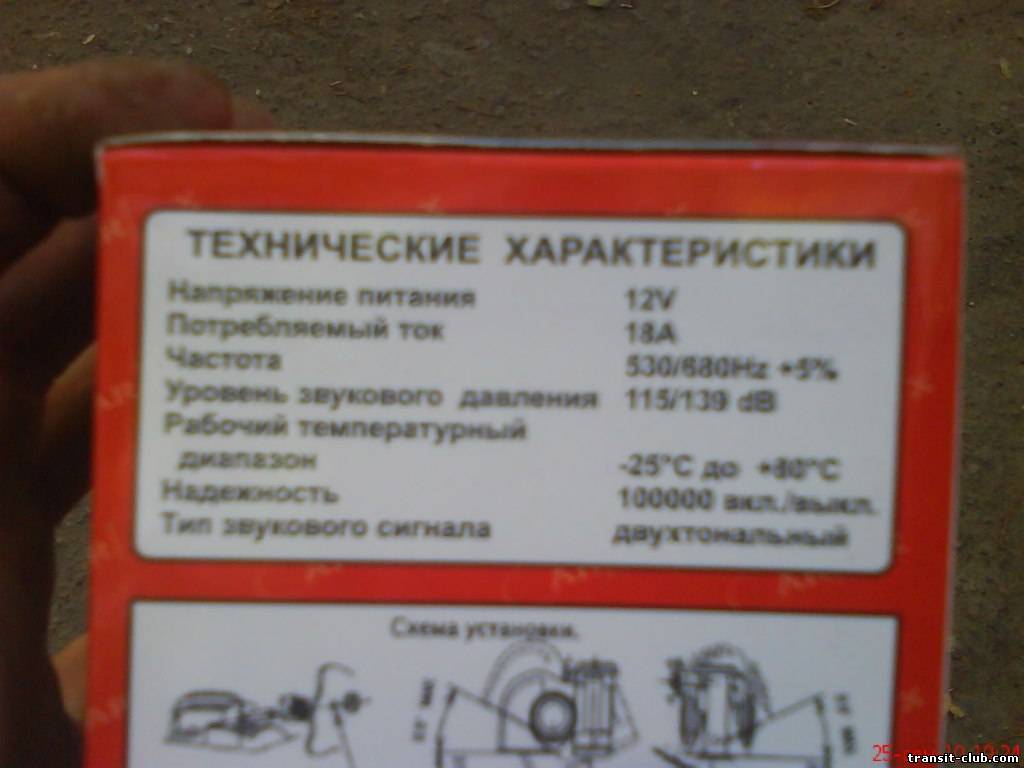 ТЕХНИЧЕСКИЕ ХАРАКТЕРИСТИКИ
Напряжение питания 12V
Потребляемый ток 18A
Частота 530/680Hz +5%
Уровень звукового давления 115/139 dB
Рабочий температурный
диапазон -25°C до +80°C
Надежность 100000 вкл./выкл.
Тип звукового сигнала двухтональный
Схема установки.
transit-club.com